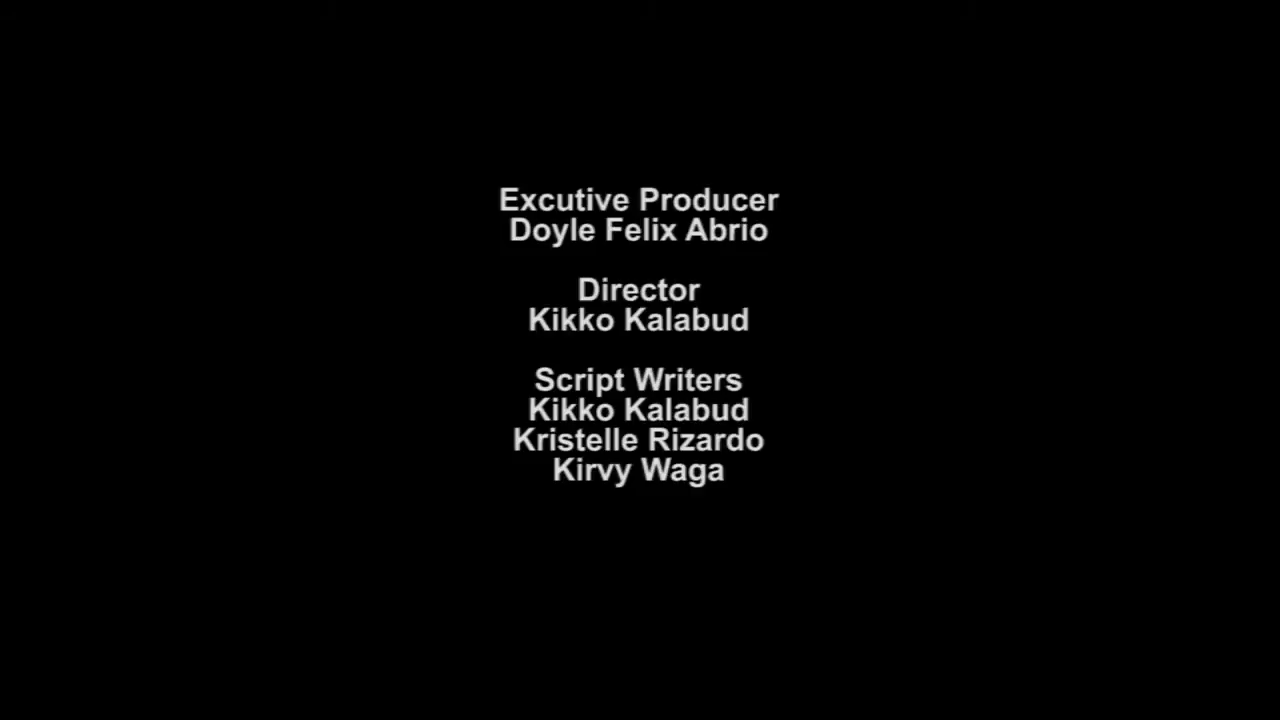 Excutive Producer
Doyle Felix Abrio
Director
Kikko Kalabud
Script Writers
Kikko Kalabud
Kristelle Rizardo
Kirvy Waga